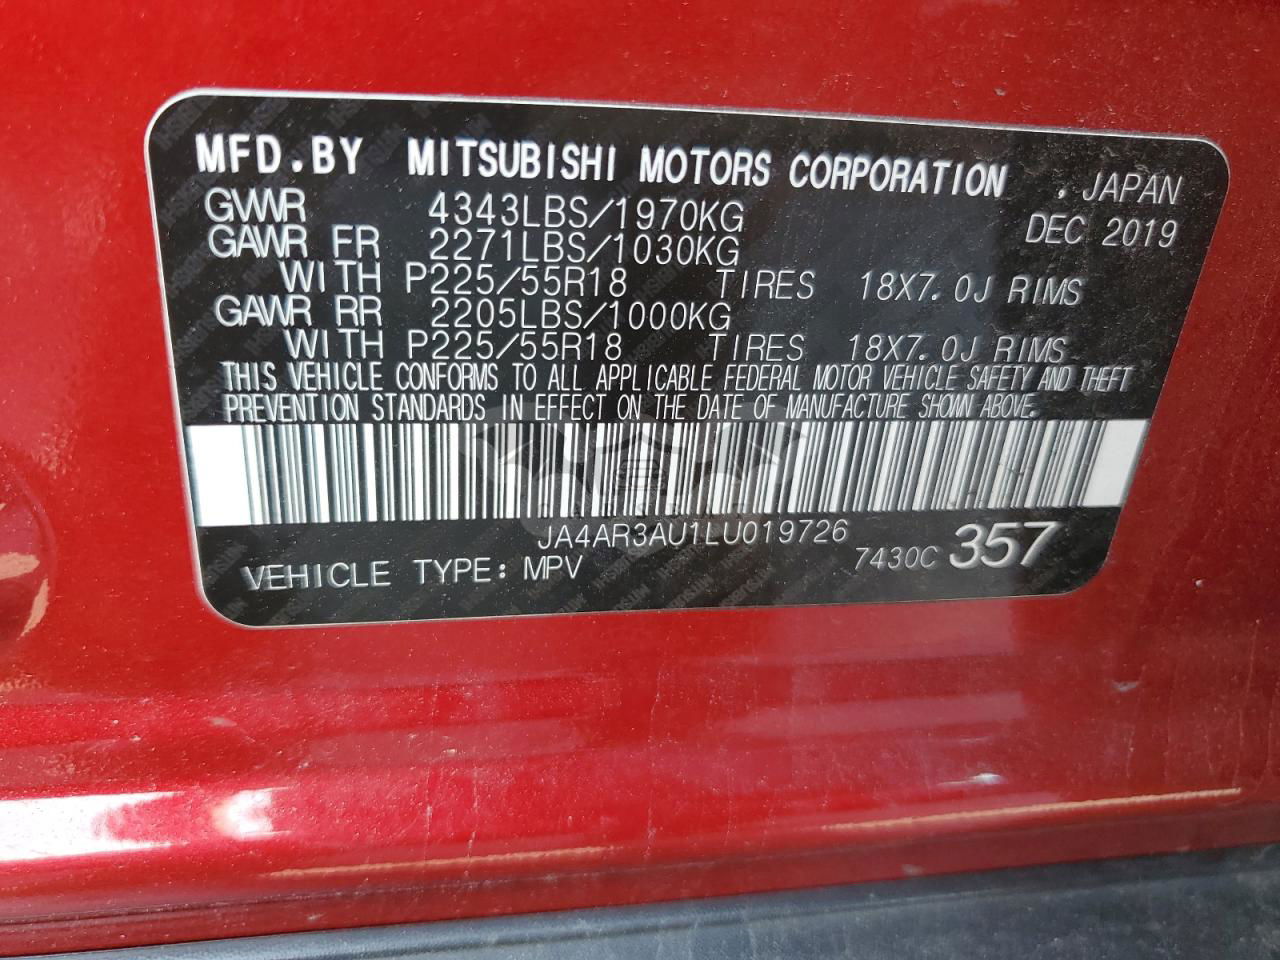 MFD.BY MITSUBISHI MOTORS CORPORATION . JAPAN
GVWR 4343LBS/1970KG DEC 2019
GAWR FR 2271LBS/1030KG
WITH P225/55R18 TIRES 18X7.0J RIMS
GAWR RR 2205LBS/1000KG
WITH P225/55R18 TIRES 18X7.0J RIMS
THIS VEHICLE CONFORMS TO ALL APPLICABLE FEDERAL MOTOR VEHICLE SAFETY AND THEFT
PREVENTION STANDARDS IN EFFECT ON THE DATE OF MANUFACTURE SHOWN ABOVE.
JA4AR3AU1LU019726
VEHICLE TYPE: MPV 7430C 357